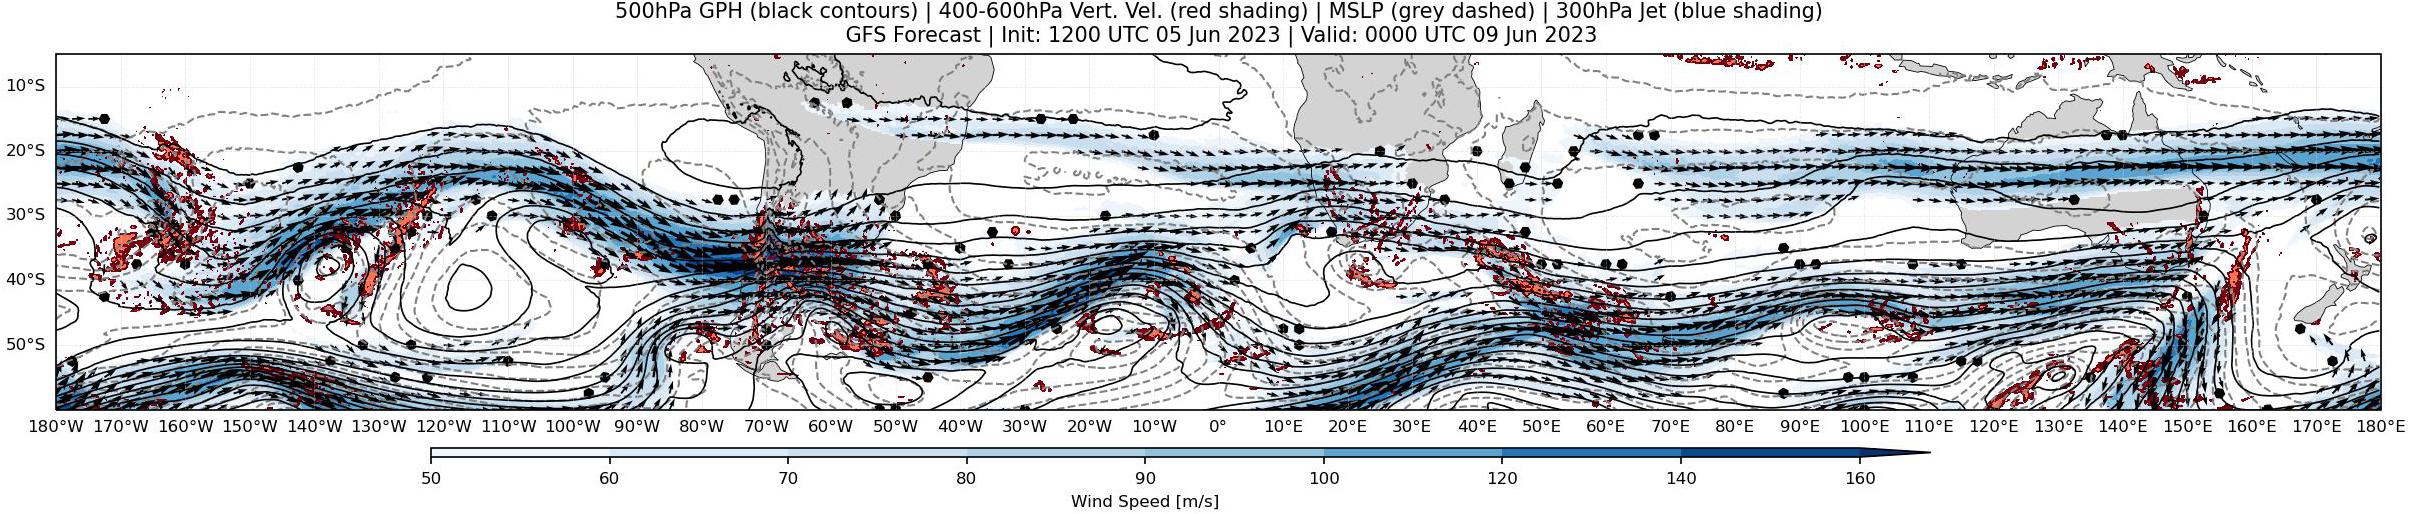 500hPa GPH (black contours) | 400-600hPa Vert. Vel. (red shading) | MSLP (grey dashed) | 300hPa Jet (blue shading)
GFS Forecast | Init: 1200 UTC 05 Jun 2023 | Valid: 0000 UTC 09 Jun 2023
10°S
20°S
30°S
40°S
50°S
180°W 170°W 160°W 150°W 140°W 130°W 120°W 110°W 100°W 90°W 80°W 70°W 60°W 50°W 40°W 30°W 20°W 10°W 0° 10°E 20°E 30°E 40°E 50°E 60°E 70°E 80°E 90°E 100°E 110°E 120°E 130°E 140°E 150°E 160°E 170°E 180°E
50 60 70 80 90 100 120 140 160
Wind Speed [m/s]